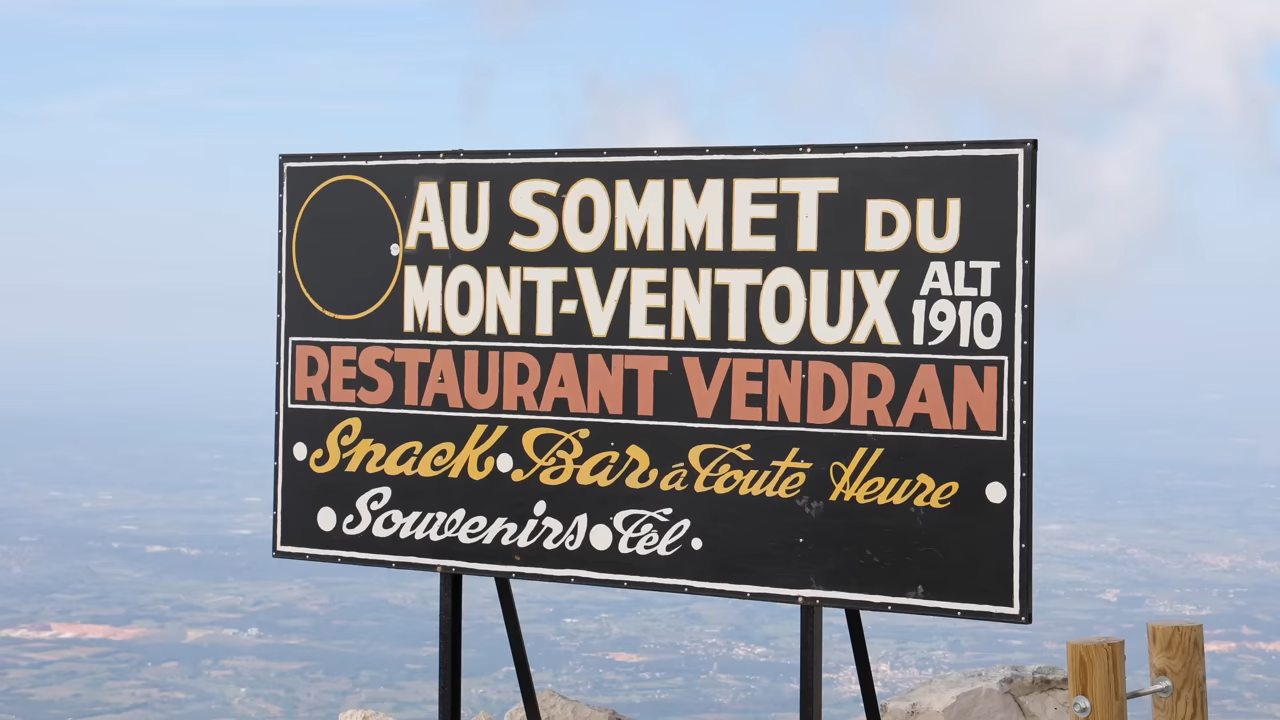 AU SOMMET DU
MONT-VENTOUX ALT 1910
RESTAURANT VENDRAN
• Snack • Bar á Toute Heure •
• Souvenirs • Tél •